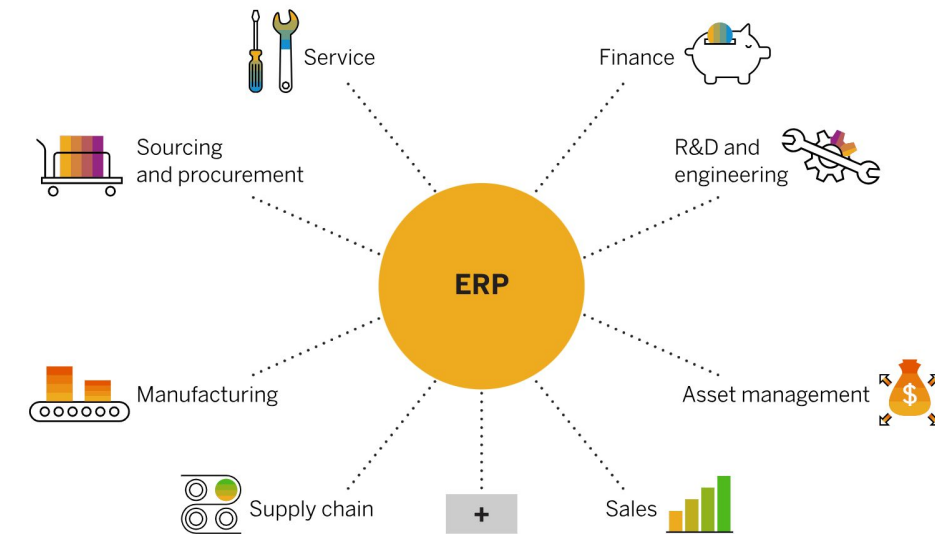 Service
Finance
Sourcing
and procurement
R&D and
engineering
ERP
Manufacturing
Asset management
$
Supply chain
+
Sales